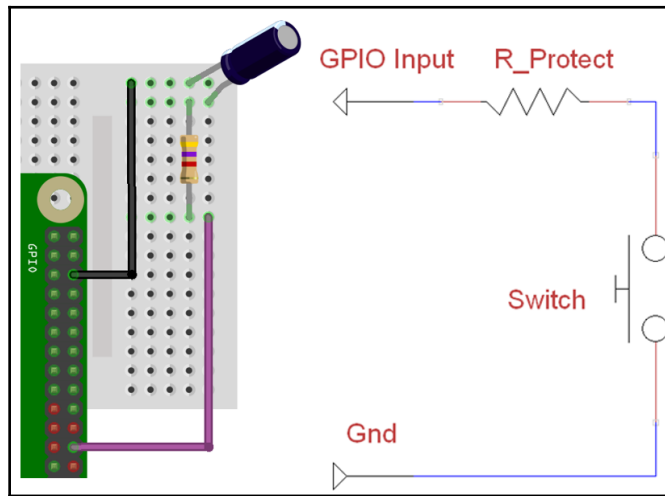 GPIO
GPIO Input
R_Protect
Switch
Gnd